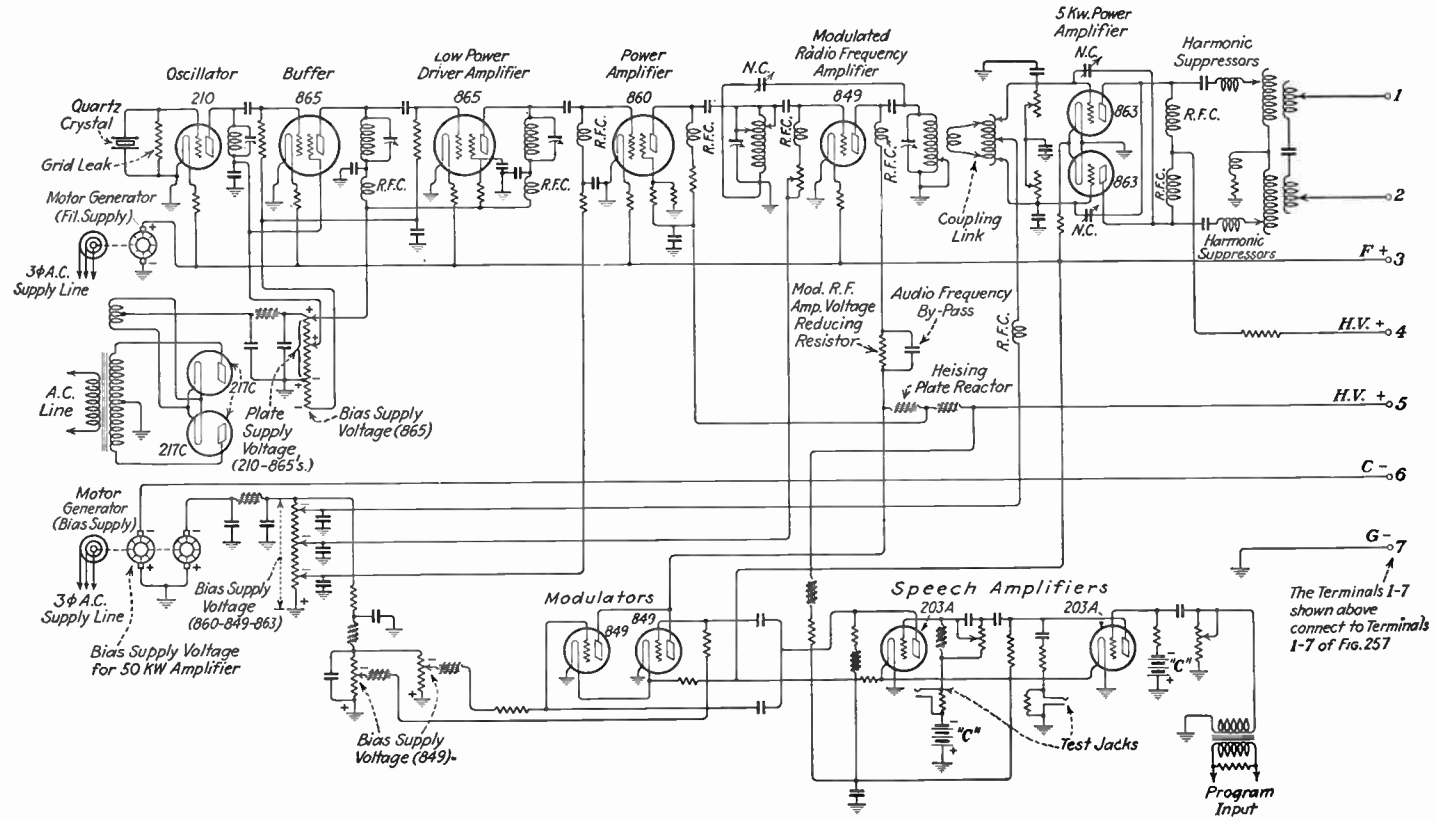 5 Kw. Power
Amplifier
Modulated
Radio Frequency
Amplifier
Harmonic
Suppressors
Low Power
Driver Amplifier
Power
Amplifier
Oscillator
Buffer
N.C.
N.C.
210
865
865
860
849
863
863
Quartz
Crystal
Grid Leak
R.F.C.
R.F.C.
R.F.C.
R.F.C.
R.F.C.
R.F.C.
R.F.C.
R.F.C.
1
2
N.C.
Coupling
Link
Harmonic
Suppressors
Motor Generator
(Fil. Supply)
+
-
3φ A.C.
Supply Line
F + 3
Mod. R.F.
Amp. Voltage
Reducing
Resistor
Audio Frequency
By-Pass
R.F.C.
H.V. + 4
Heising
Plate Reactor
H.V. + 5
A.C.
Line
217C
217C
Plate
Supply
Voltage
(210-865's.)
+
+
-
+
-
Bias Supply
Voltage (865)
C - 6
Motor
Generator
(Bias Supply)
-
-
+
+
3φ A.C.
Supply Line
Bias Supply
Voltage
(860-849-863)
-
-
-
+
Bias Supply Voltage
for 50 KW Amplifier
G - 7
The Terminals 1-7
shown above
connect to Terminals
1-7 of FIG. 257
Modulators
849
849
Speech Amplifiers
203A
203A
-
+
-
+
Bias Supply
Voltage (849)-
-
"C"
+
-
"C"
+
Test Jacks
Program
Input